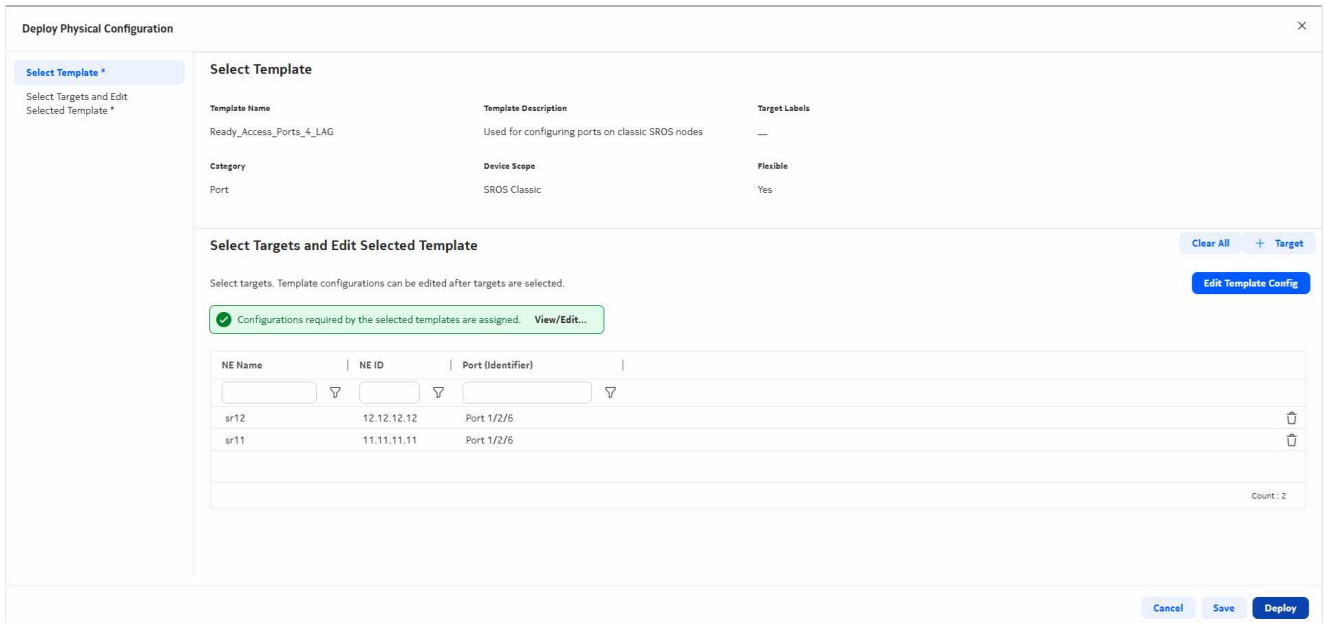 Deploy Physical Configuration
Select Template *
Select Targets and Edit
Selected Template *
Select Template
Template Name
Template Description
Target Labels
Ready_Access_Ports_4_LAG
Used for configuring ports on classic SROS nodes
—
Category
Device Scope
Flexible
Port
SROS Classic
Yes
Select Targets and Edit Selected Template
Clear All
+ Target
Select targets. Template configurations can be edited after targets are selected.
Edit Template Config
Configurations required by the selected templates are assigned. View/Edit...
NE Name
NE ID
Port (Identifier)
sr12 12.12.12.12 Port 1/2/6
sr11 11.11.11.11 Port 1/2/6
Count : 2
Cancel
Save
Deploy